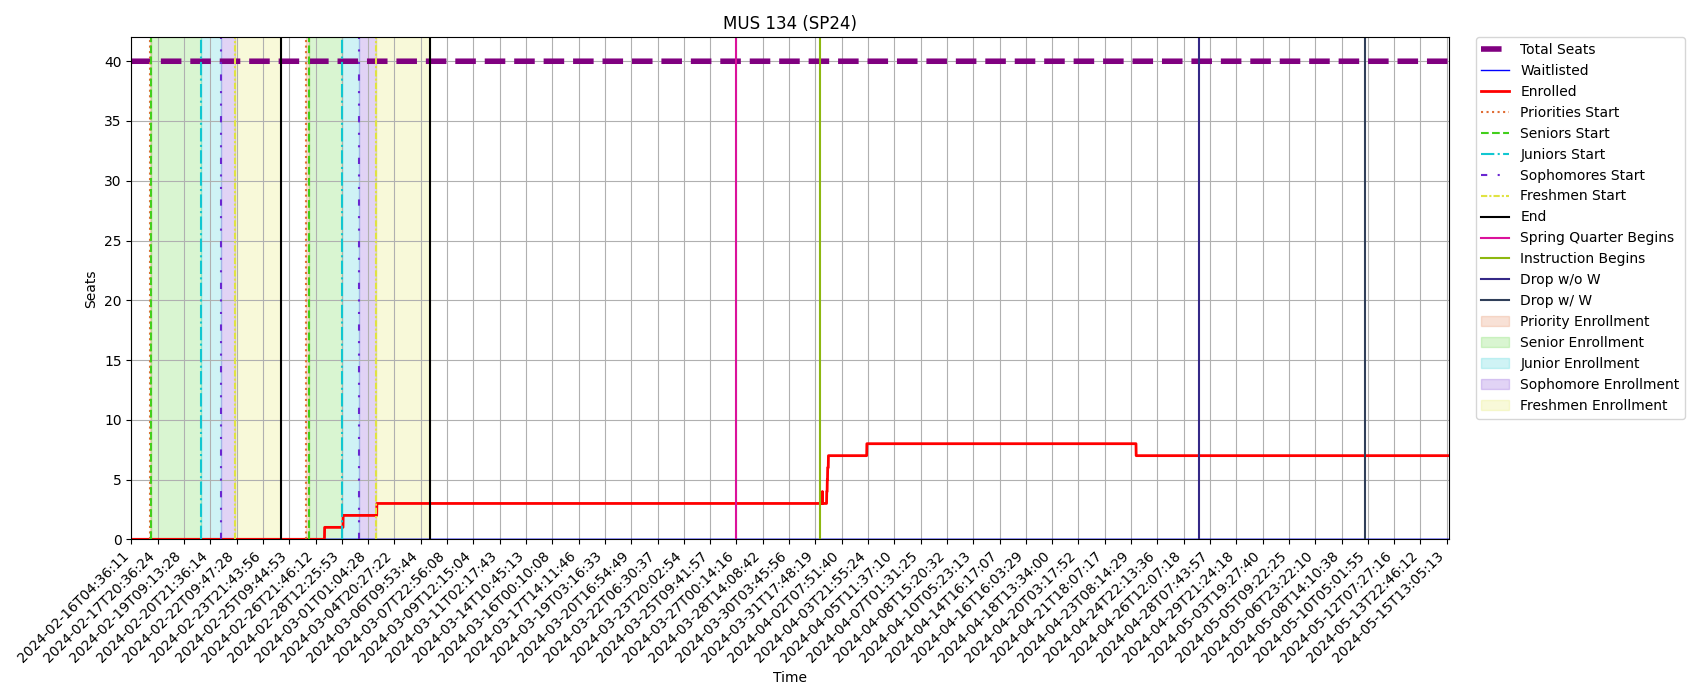 MUS 134 (SP24)
Seats
40
35
30
25
20
15
10
5
0
2024-02-16T04:36:11
2024-02-17T20:36:24
2024-02-19T09:13:28
2024-02-20T21:36:14
2024-02-22T09:47:28
2024-02-23T21:43:56
2024-02-25T09:44:53
2024-02-26T21:46:12
2024-02-28T12:25:53
2024-03-01T01:04:28
2024-03-04T20:27:22
2024-03-06T09:53:44
2024-03-07T22:56:08
2024-03-09T12:15:04
2024-03-11T02:17:43
2024-03-14T10:45:13
2024-03-16T00:10:08
2024-03-17T14:11:46
2024-03-19T03:16:33
2024-03-20T16:54:49
2024-03-22T06:30:37
2024-03-23T20:02:54
2024-03-25T09:41:57
2024-03-27T00:14:16
2024-03-28T14:08:42
2024-03-30T03:45:56
2024-03-31T17:48:19
2024-04-02T07:51:40
2024-04-03T21:55:24
2024-04-05T11:37:10
2024-04-07T01:31:25
2024-04-08T15:20:32
2024-04-10T05:23:13
2024-04-14T16:17:07
2024-04-16T16:03:29
2024-04-18T13:34:00
2024-04-20T03:17:52
2024-04-21T18:07:17
2024-04-23T08:14:29
2024-04-24T22:13:36
2024-04-26T12:07:18
2024-04-28T07:43:57
2024-04-29T21:24:18
2024-05-03T19:27:40
2024-05-05T09:22:25
2024-05-06T23:22:10
2024-05-08T14:10:38
2024-05-10T05:01:55
2024-05-12T07:27:16
2024-05-13T22:46:12
2024-05-15T13:05:13
Time
Total Seats
Waitlisted
Enrolled
Priorities Start
Seniors Start
Juniors Start
Sophomores Start
Freshmen Start
End
Spring Quarter Begins
Instruction Begins
Drop w/o W
Drop w/ W
Priority Enrollment
Senior Enrollment
Junior Enrollment
Sophomore Enrollment
Freshmen Enrollment